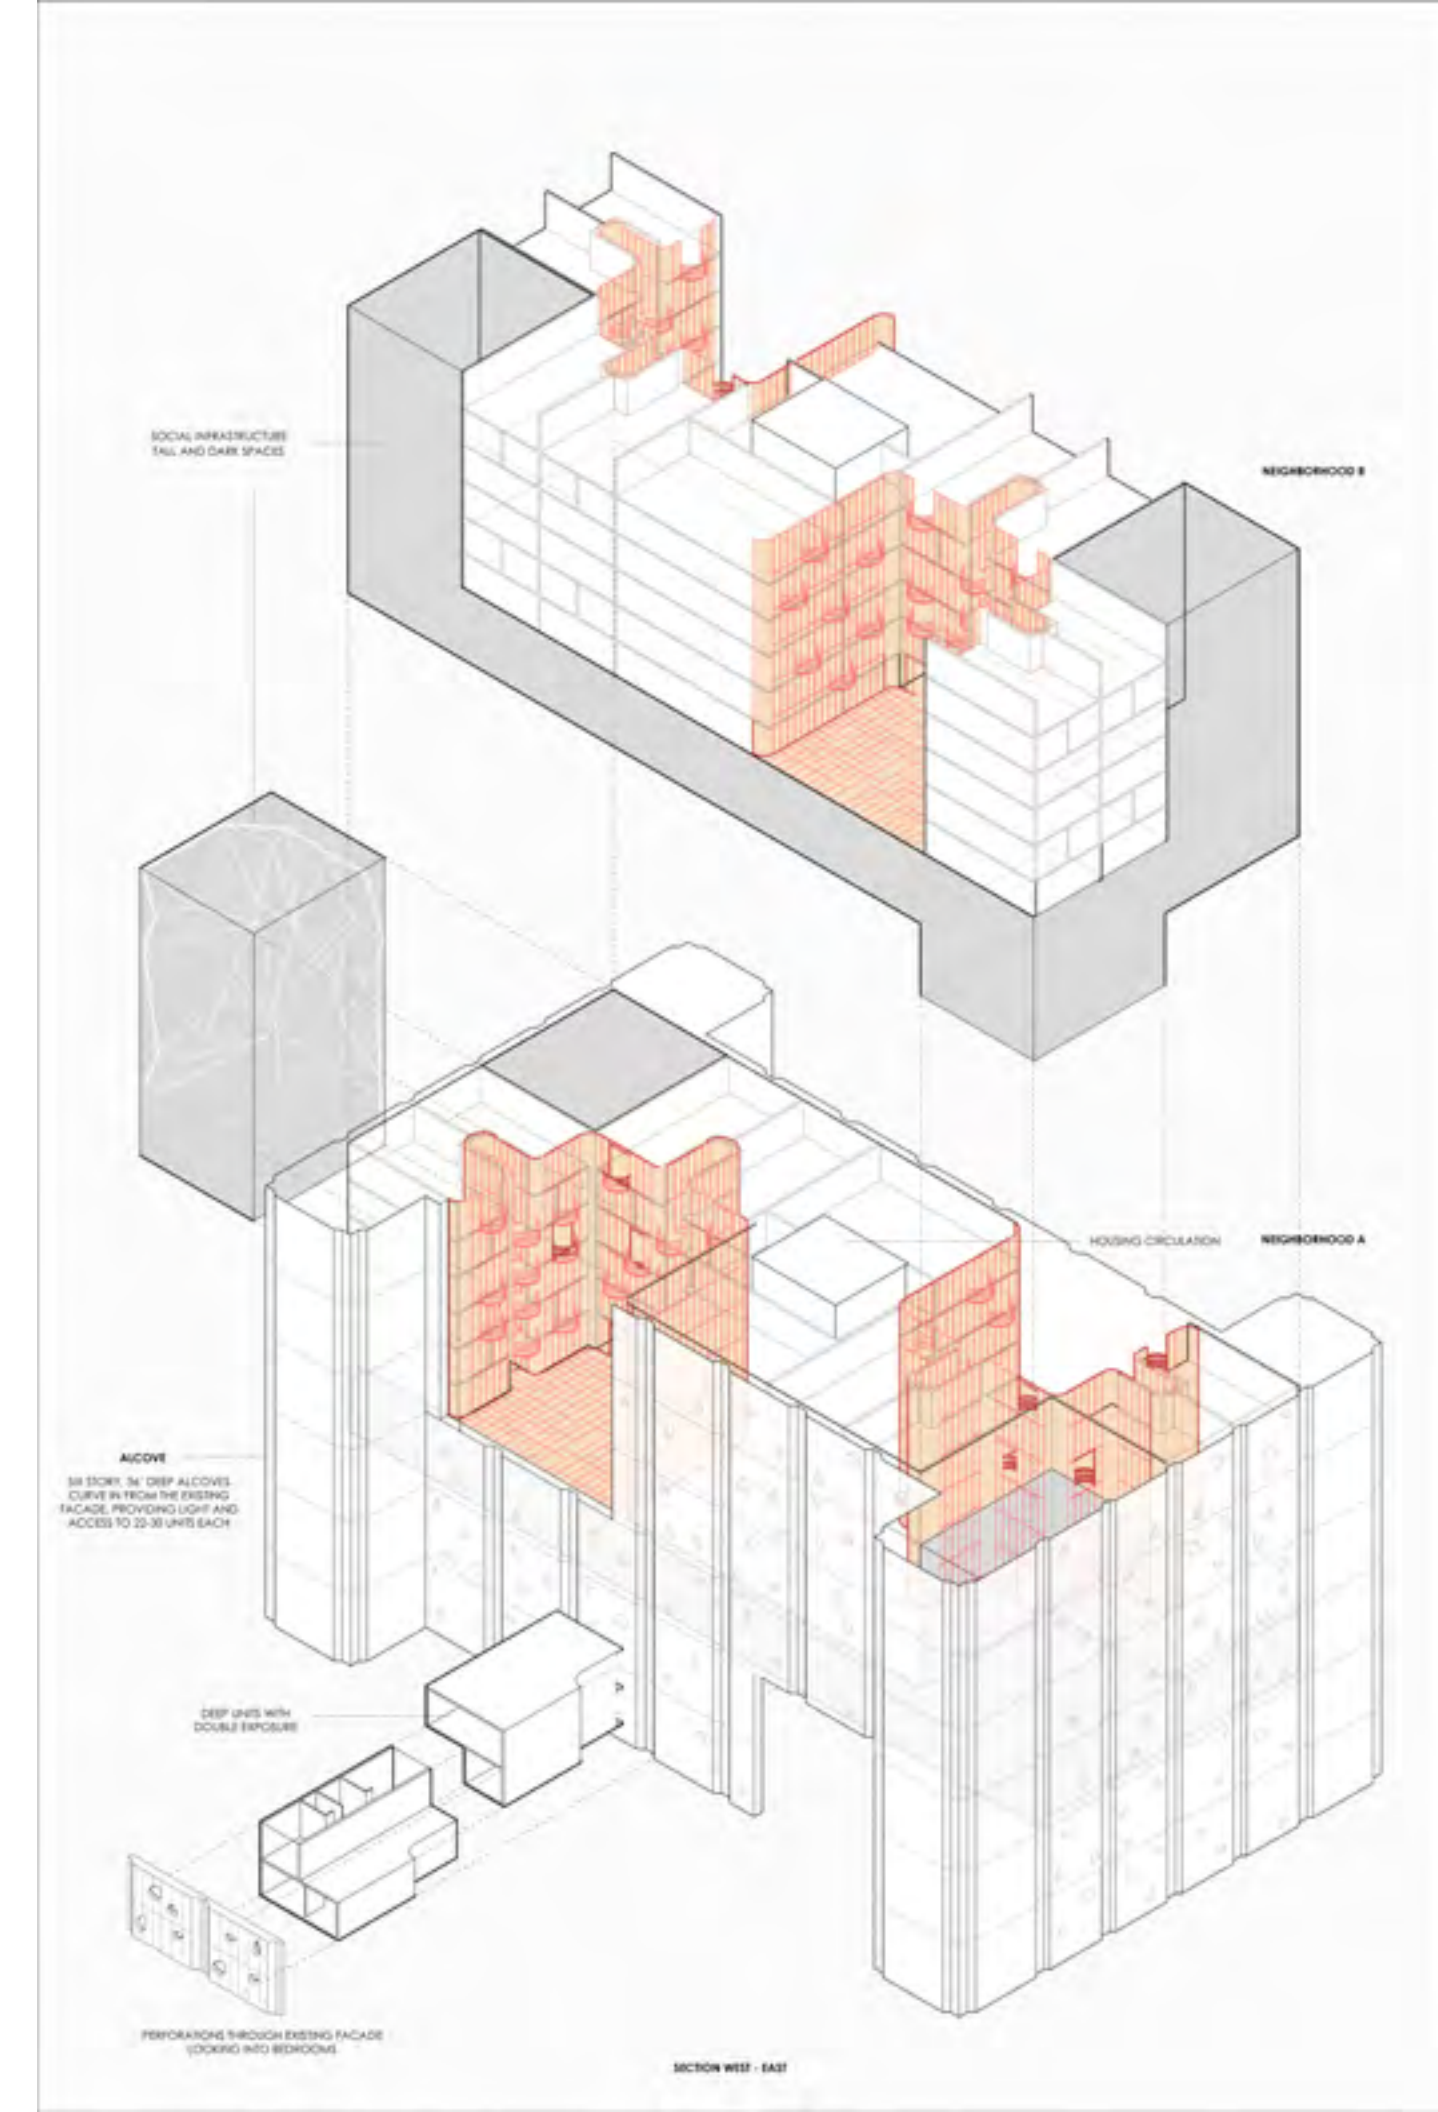 SOCIAL INFRASTRUCTURE
TALL AND DARK SPACES
NEIGHBORHOOD B
HOUSING CIRCULATION
NEIGHBORHOOD A
ALCOVE
SIX STORY, 36' DEEP ALCOVES
CURVE IN FROM THE EXISTING
FACADE, PROVIDING LIGHT AND
ACCESS TO 22-30 UNITS EACH
DEEP UNITS WITH
DOUBLE EXPOSURE
PERFORATIONS THROUGH EXISTING FACADE
LOOKING INTO BEDROOMS
SECTION WEST - EAST